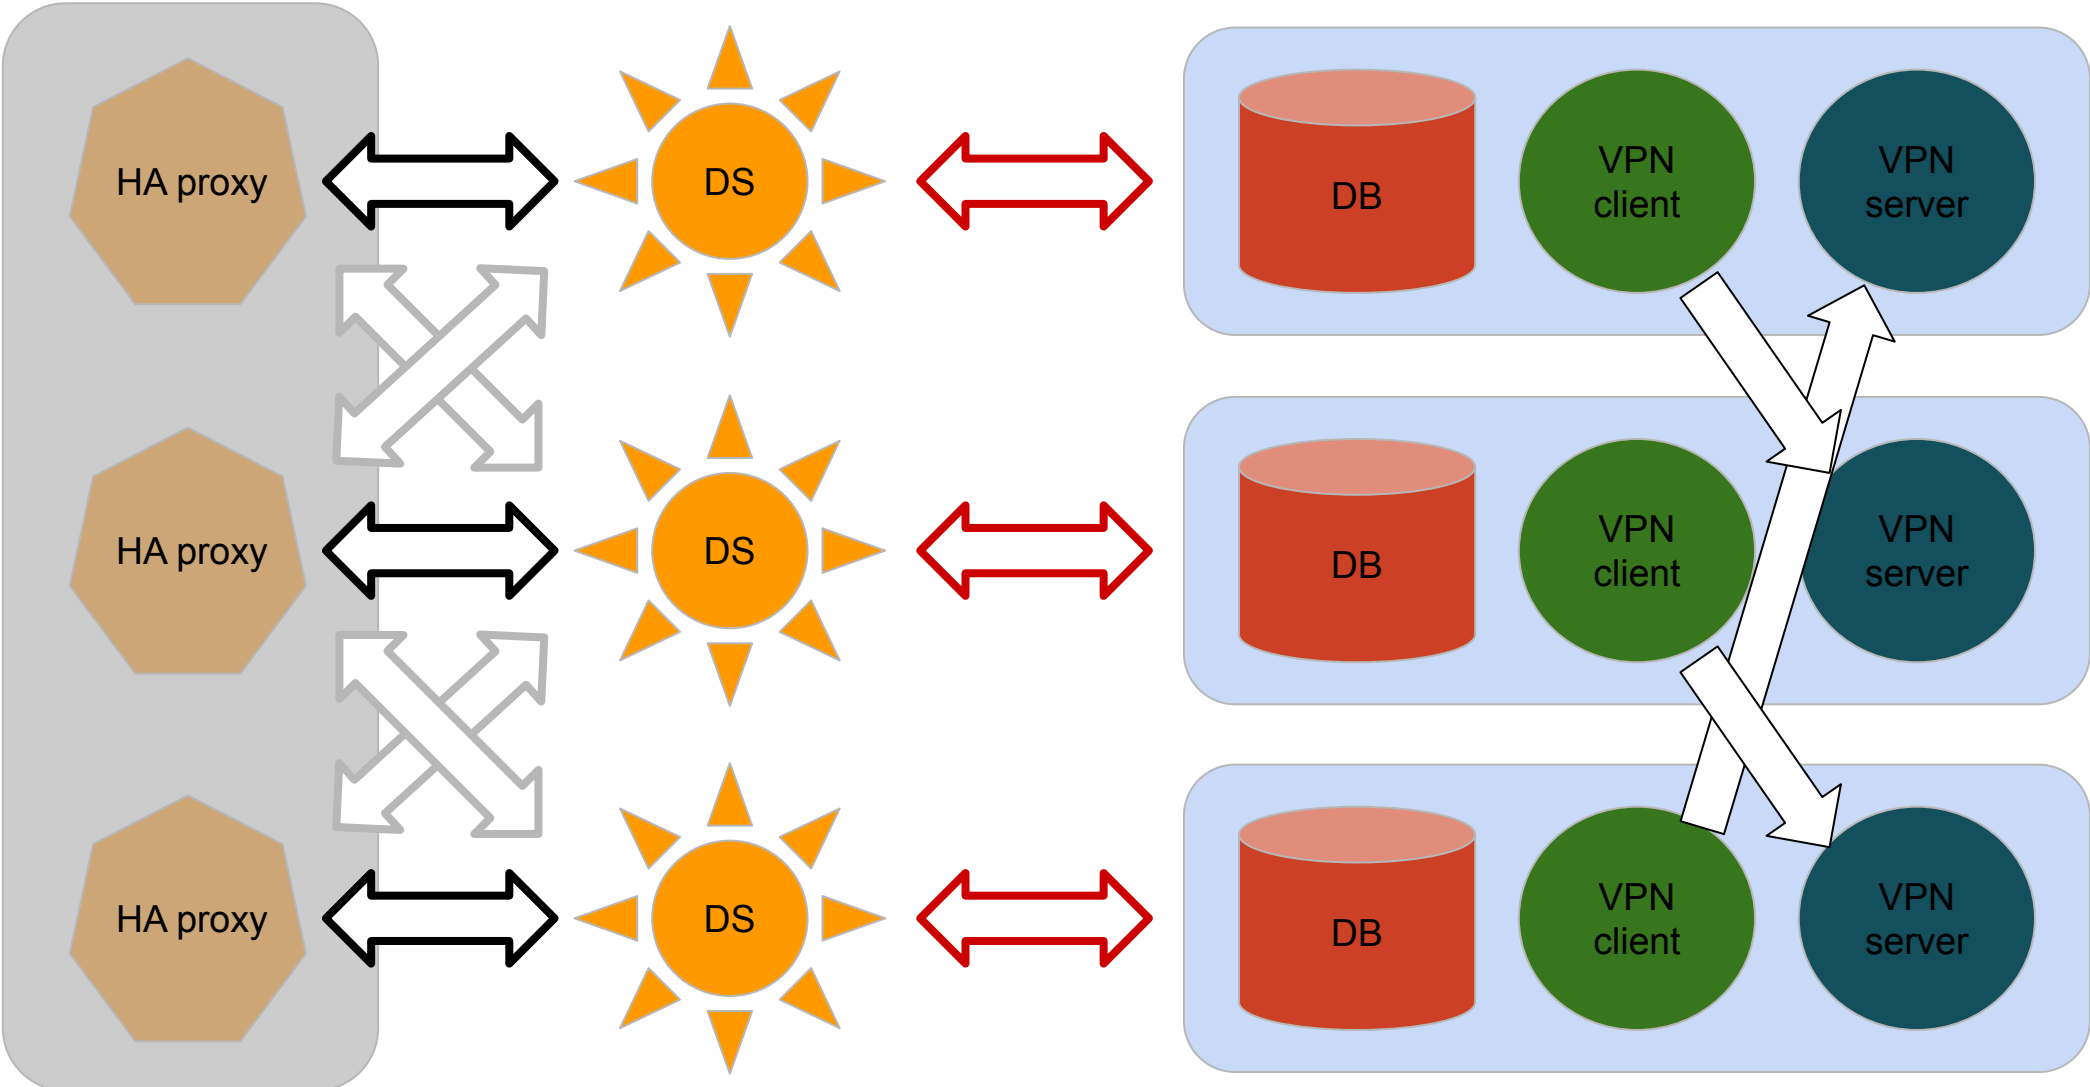 HA proxy
DS
DB
VPN
client
VPN
server
HA proxy
DS
DB
VPN
client
VPN
server
HA proxy
DS
DB
VPN
client
VPN
server